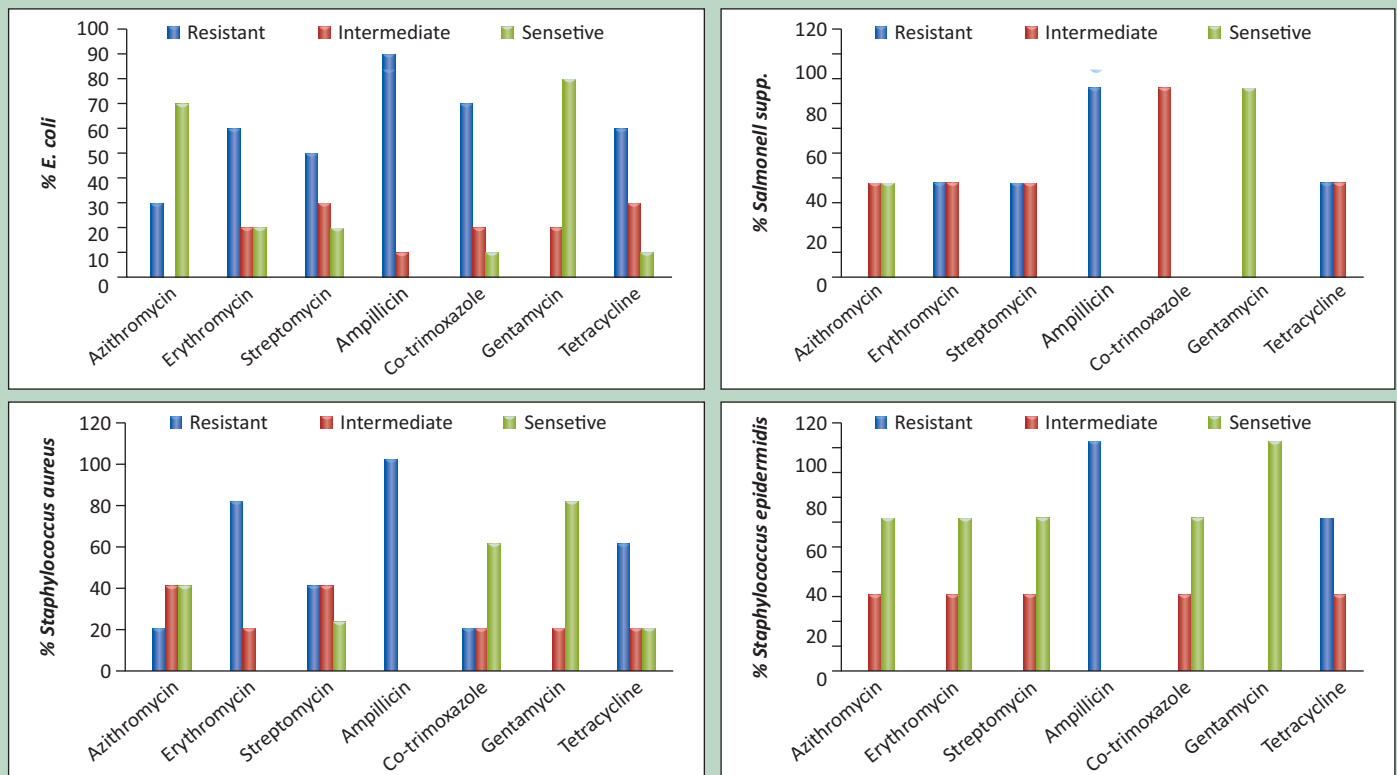 % E. coli
Resistant Intermediate Sensetive
100
90
80
70
60
50
40
30
20
10
0
Azithromycin Erythromycin Streptomycin Ampillicin Co-trimoxazole Gentamycin Tetracycline
% Salmonell supp.
Resistant Intermediate Sensetive
120
100
80
60
40
20
0
Azithromycin Erythromycin Streptomycin Ampillicin Co-trimoxazole Gentamycin Tetracycline
% Staphylococcus aureus
Resistant Intermediate Sensetive
120
100
80
60
40
20
0
Azithromycin Erythromycin Streptomycin Ampillicin Co-trimoxazole Gentamycin Tetracycline
% Staphylococcus epidermidis
Resistant Intermediate Sensetive
120
100
80
60
40
20
0
Azithromycin Erythromycin Streptomycin Ampillicin Co-trimoxazole Gentamycin Tetracycline